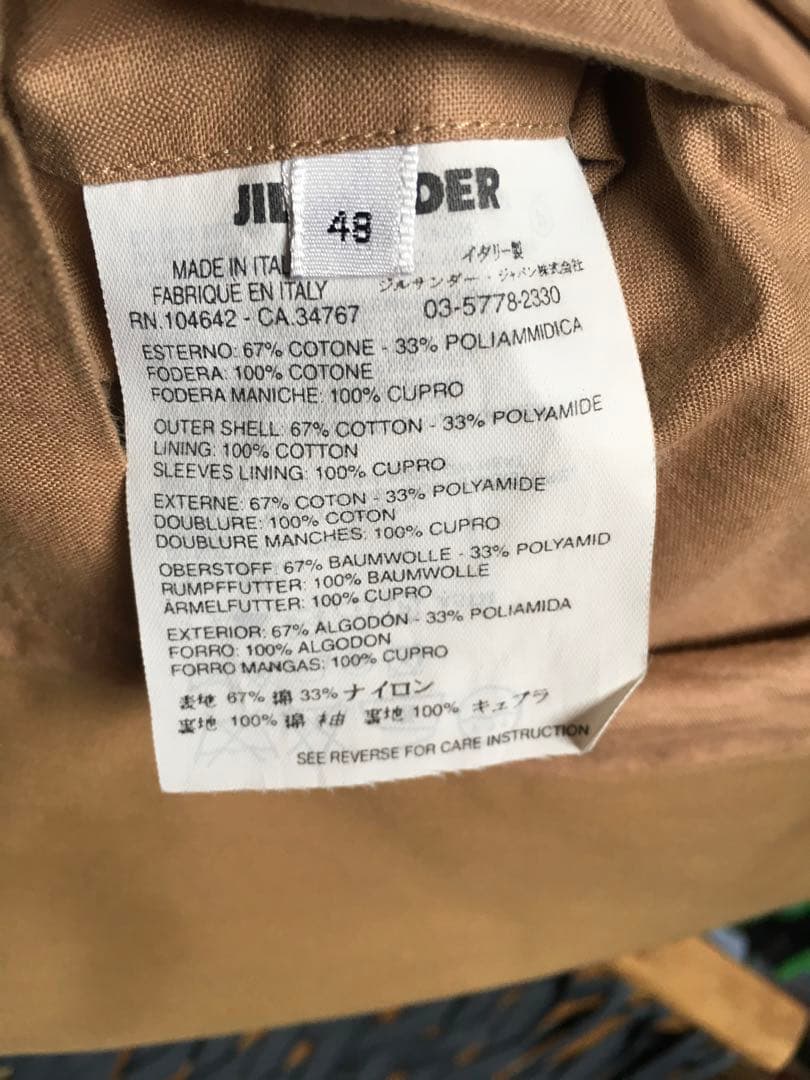 JIL DER
48
MADE IN ITAL
FABRIQUE EN ITALY
RN.104642 - CA.34767
イタリー製
ジルサンダー・ジャパン株式会社
03-5778-2330
ESTERNO: 67% COTONE - 33% POLIAMMIDICA
FODERA: 100% COTONE
FODERA MANICHE: 100% CUPRO
OUTER SHELL: 67% COTTON - 33% POLYAMIDE
LINING: 100% COTTON
SLEEVES LINING: 100% CUPRO
EXTERNE: 67% COTON - 33% POLYAMIDE
DOUBLURE: 100% COTON
DOUBLURE MANCHES: 100% CUPRO
OBERSTOFF: 67% BAUMWOLLE - 33% POLYAMID
RUMPFFUTTER: 100% BAUMWOLLE
ÄRMELFUTTER: 100% CUPRO
EXTERIOR: 67% ALGODÓN - 33% POLIAMIDA
FORRO: 100% ALGODON
FORRO MANGAS: 100% CUPRO
表地 67% 綿 33% ナイロン
裏地 100% 綿 袖 裏地 100% キュプラ
SEE REVERSE FOR CARE INSTRUCTION